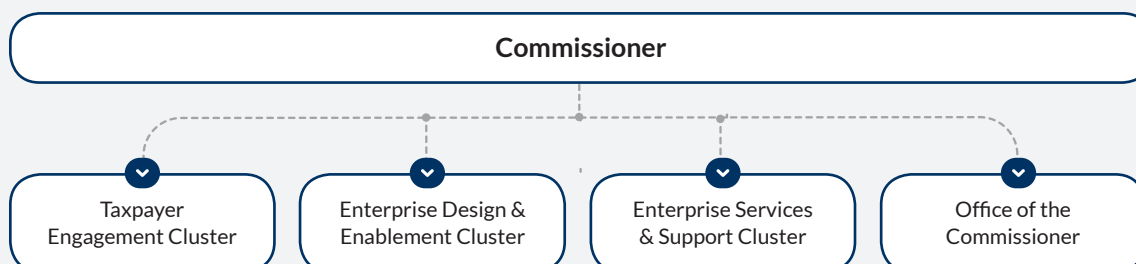 Commissioner
Taxpayer
Engagement Cluster
Enterprise Design &
Enablement Cluster
Enterprise Services
& Support Cluster
Office of the
Commissioner